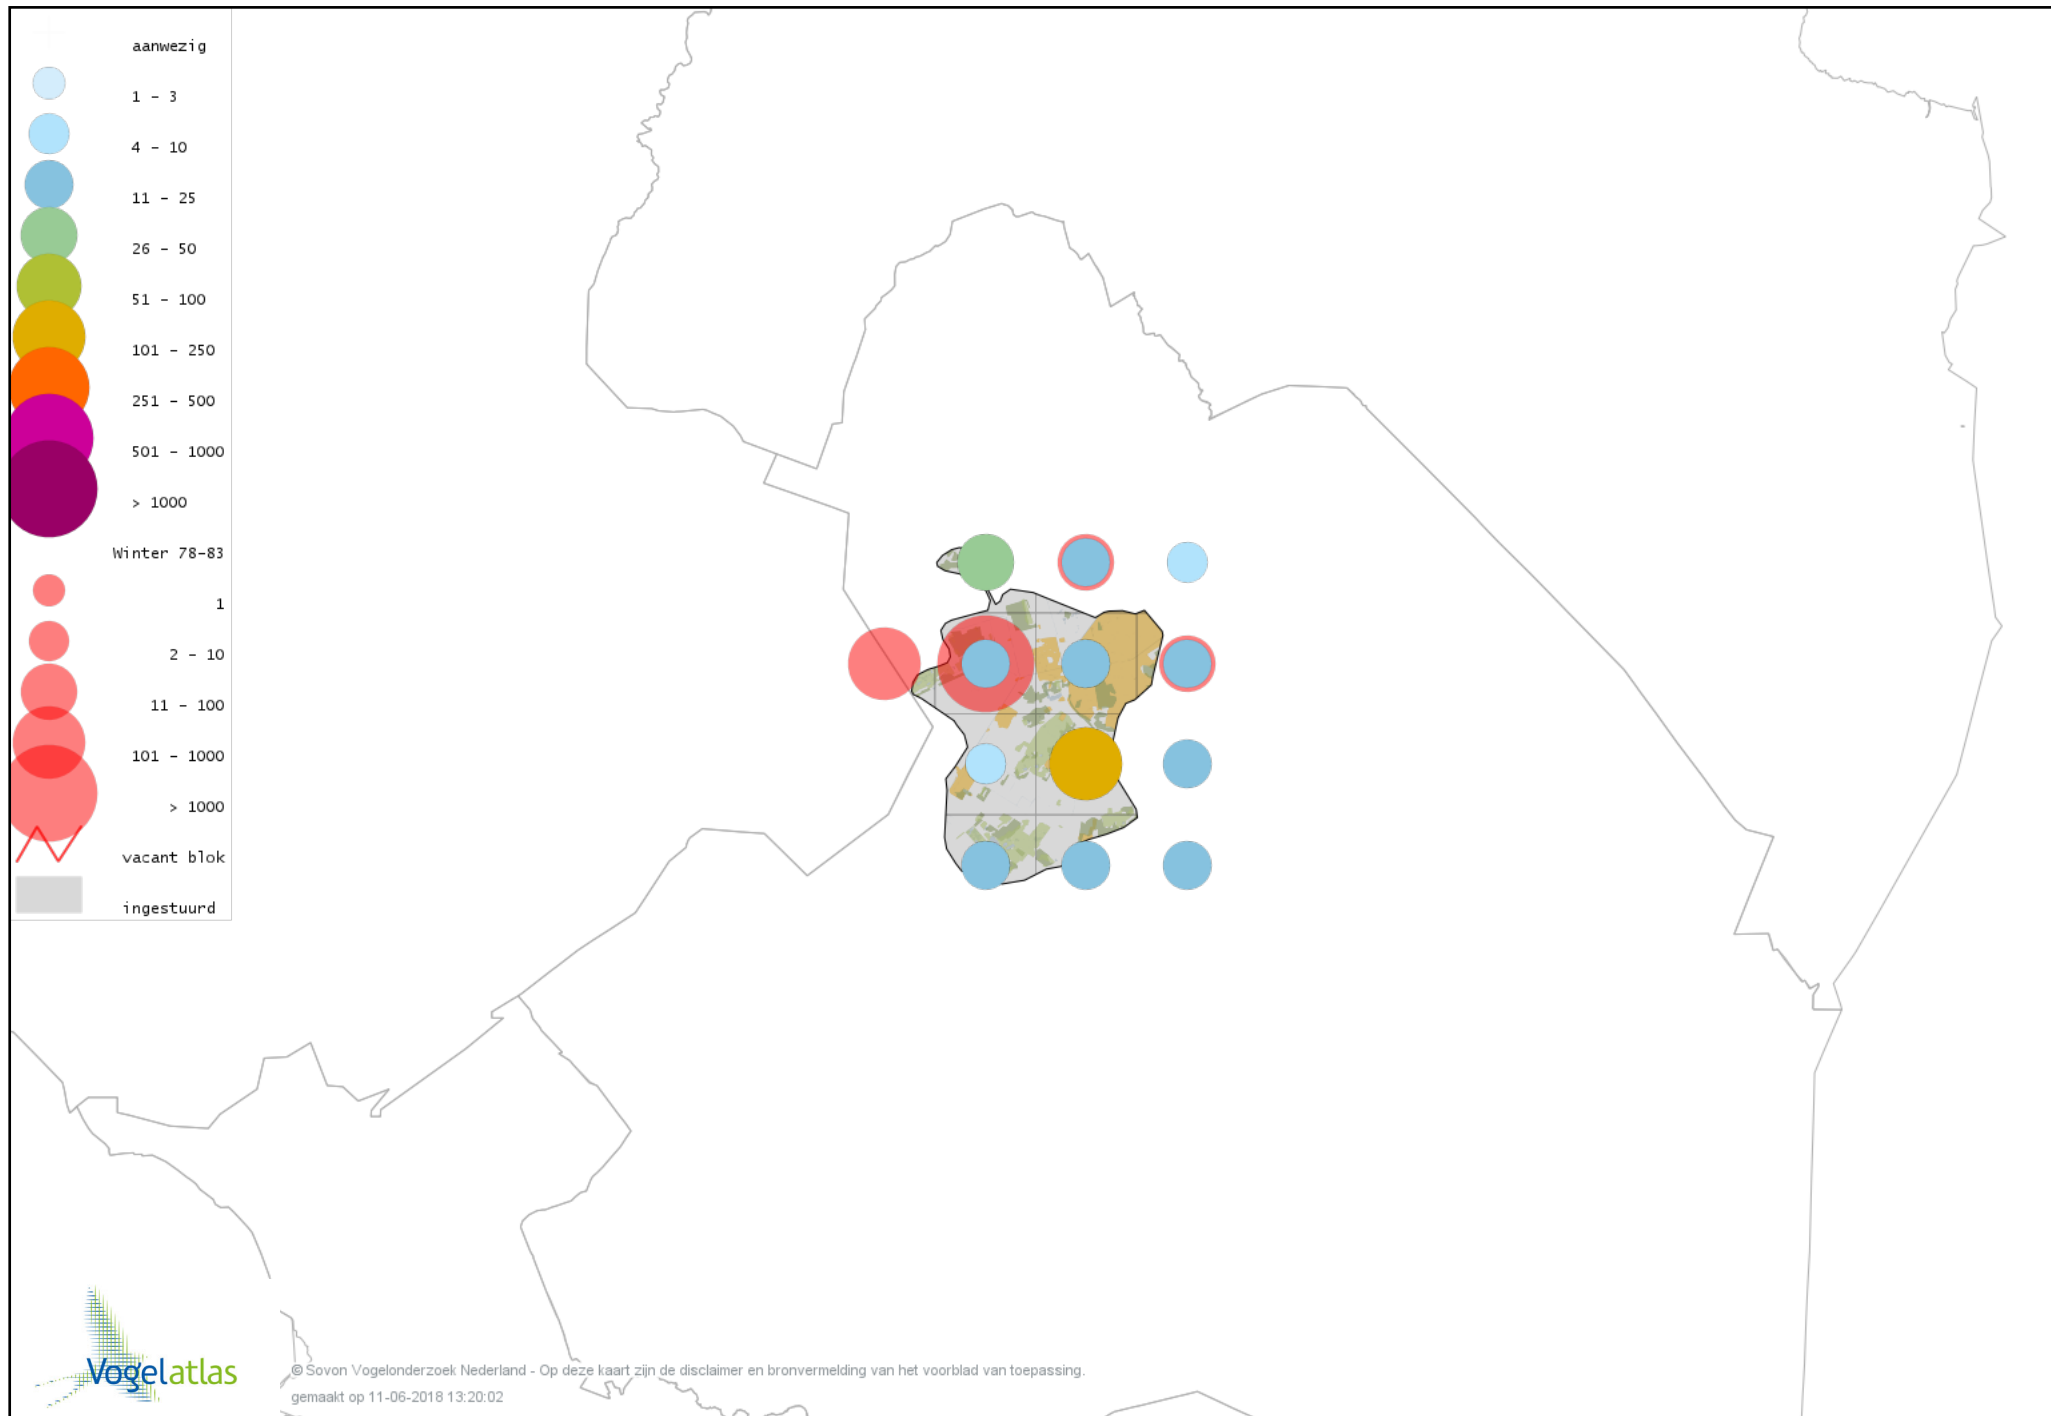 aanwezig
1 - 3
4 - 10
11 - 25
26 - 50
51 - 100
101 - 250
251 - 500
501 - 1000
> 1000
Winter 78-83
1
2 - 10
11 - 100
101 - 1000
> 1000
vacant blok
ingestuurd
Vogelatlas
© Sovon Vogelonderzoek Nederland - Op deze kaart zijn de disclaimer en bronvermelding van het voorblad van toepassing.
gemaakt op 11-06-2018 13:20:02